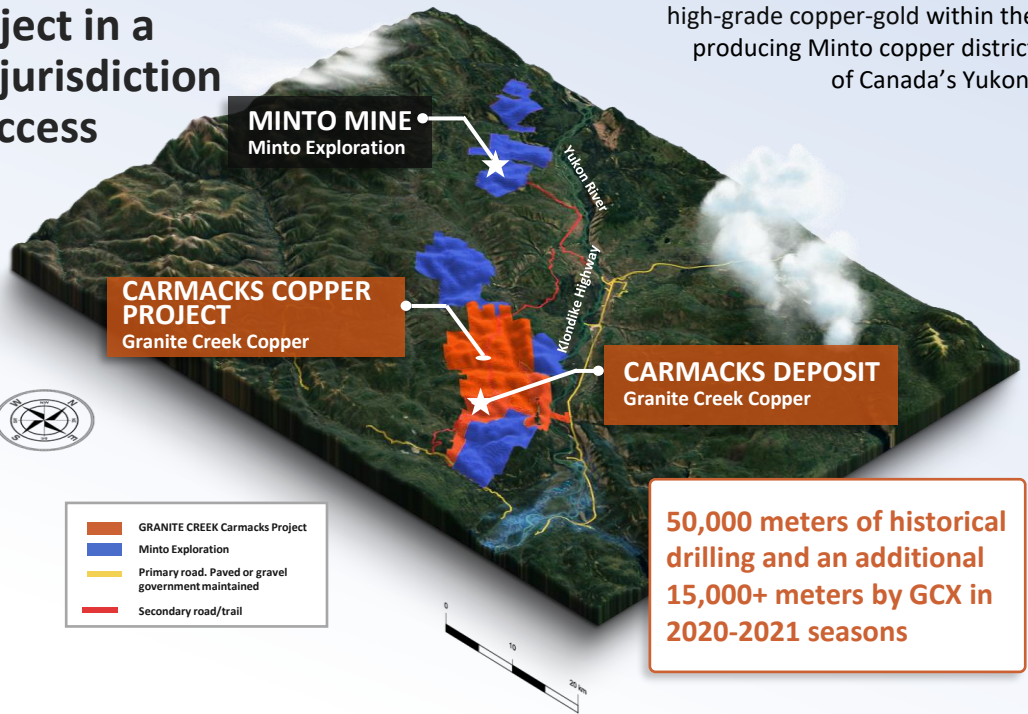 ject in a
jurisdiction
ccess
high-grade copper-gold within the
producing Minto copper district
of Canada's Yukon
MINTO MINE
Minto Exploration
Yukon River
Klondike Highway
CARMACKS COPPER
PROJECT
Granite Creek Copper
CARMACKS DEPOSIT
Granite Creek Copper
N
E
S
W
GRANITE CREEK Carmacks Project
Minto Exploration
Primary road. Paved or gravel
government maintained
Secondary road/trail
0
10
20 km
50,000 meters of historical
drilling and an additional
15,000+ meters by GCX in
2020-2021 seasons